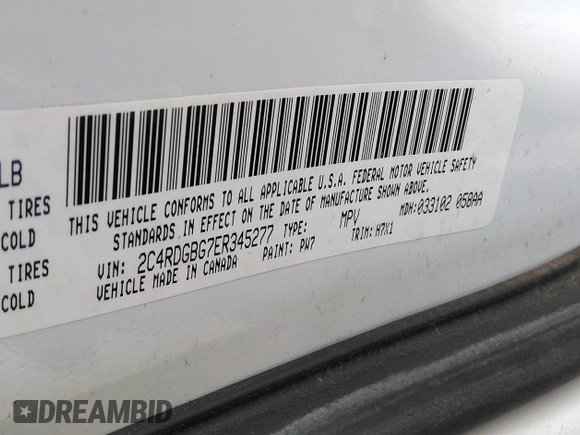 LB
TIRES
COLD
TIRES
COLD
THIS VEHICLE CONFORMS TO ALL APPLICABLE U.S.A. FEDERAL MOTOR VEHICLE SAFETY
STANDARDS IN EFFECT ON THE DATE OF MANUFACTURE SHOWN ABOVE.
VIN: 2C4RDGBG7ER345277 TYPE: MPV MDH:033102 050AA
VEHICLE MADE IN CANADA PAINT: PW7 TRIM:H7X1
DREAMBID